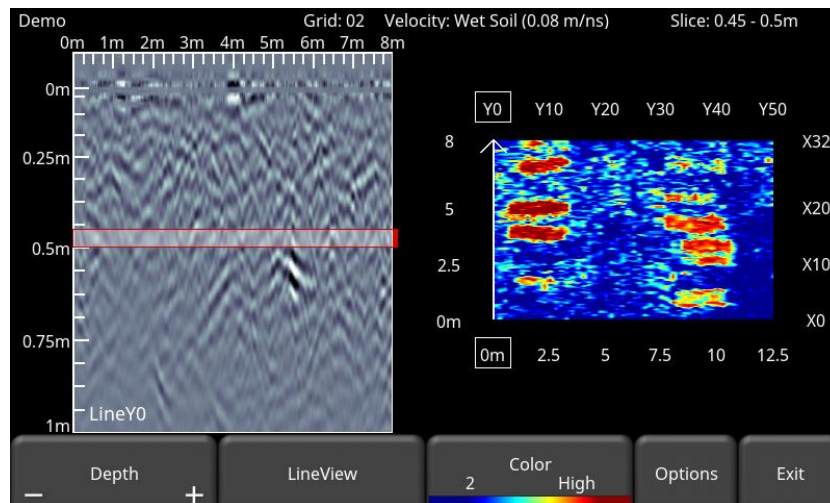 Demo Grid: 02 Velocity: Wet Soil (0.08 m/ns) Slice: 0.45 - 0.5m
0m 1m 2m 3m 4m 5m 6m 7m 8m
0m
0.25m
0.5m
0.75m
1m
LineY0
Y0 Y10 Y20 Y30 Y40 Y50
8 X32
5 X20
2.5 X10
0m X0
0m 2.5 5 7.5 10 12.5
Depth LineView Color Options Exit
− + 2 High